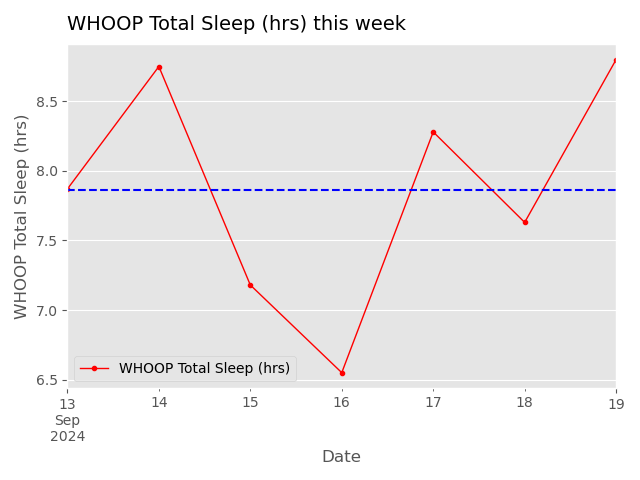 WHOOP Total Sleep (hrs) this week
WHOOP Total Sleep (hrs)
8.5
8.0
7.5
7.0
6.5
WHOOP Total Sleep (hrs)
13 14 15 16 17 18 19
Sep
2024
Date